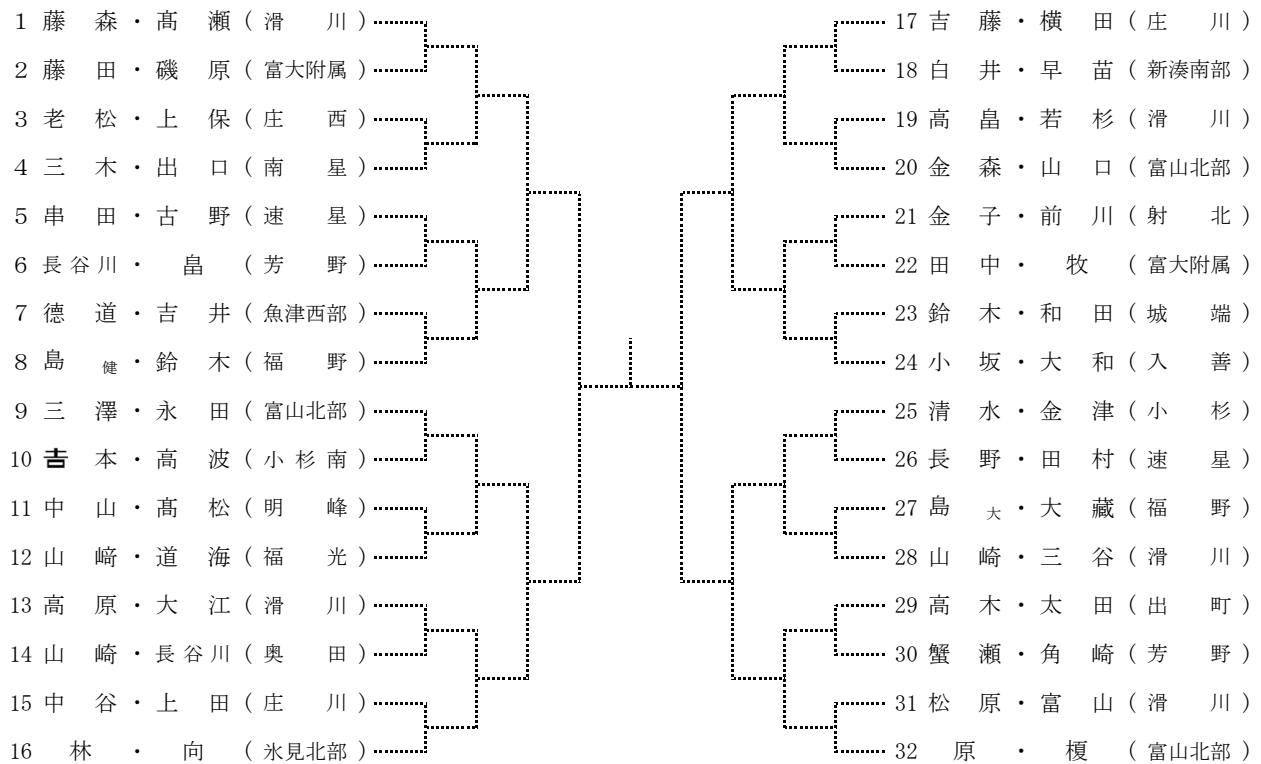 1 藤 森・髙 瀬(滑 川)
2 藤 田・磯 原(富大附属)
3 老 松・上 保(庄 西)
4 三 木・出 口(南 星)
5 串 田・古 野(速 星)
6 長谷川・ 畠 (芳 野)
7 德 道・吉 井(魚津西部)
8 島 健・鈴 木(福 野)
9 三 澤・永 田(富山北部)
10 𠮷 本・高 波(小杉南)
11 中 山・髙 松(明 峰)
12 山 﨑・道 海(福 光)
13 高 原・大 江(滑 川)
14 山 崎・長谷川(奥 田)
15 中 谷・上 田(庄 川)
16 林 ・ 向 (氷見北部)
17 吉 藤・横 田(庄 川)
18 白 井・早 苗(新湊南部)
19 高 畠・若 杉(滑 川)
20 金 森・山 口(富山北部)
21 金 子・前 川(射 北)
22 田 中・ 牧 (富大附属)
23 鈴 木・和 田(城 端)
24 小 坂・大 和(入 善)
25 清 水・金 津(小 杉)
26 長 野・田 村(速 星)
27 島 大・大 藏(福 野)
28 山 崎・三 谷(滑 川)
29 高 木・太 田(出 町)
30 蟹 瀬・角 崎(芳 野)
31 松 原・富 山(滑 川)
32 原 ・ 榎 (富山北部)